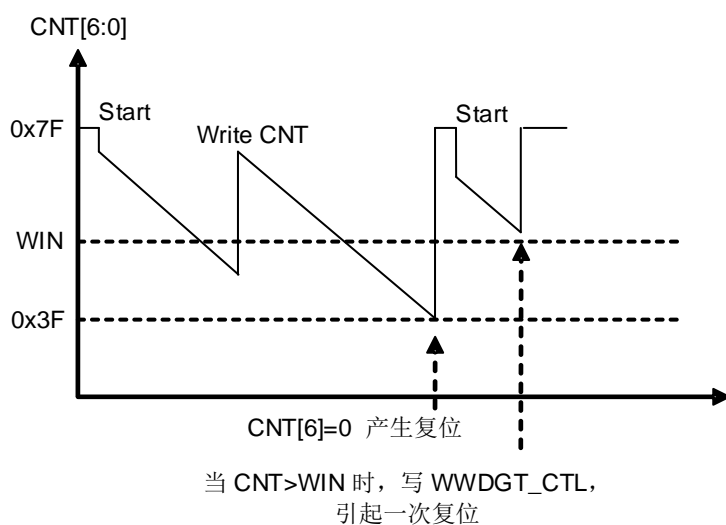 CNT[6:0]
0x7F
Start
Write CNT
Start
WIN
0x3F
CNT[6]=0 产生复位
当 CNT>WIN 时，写 WWDGT_CTL，
引起一次复位